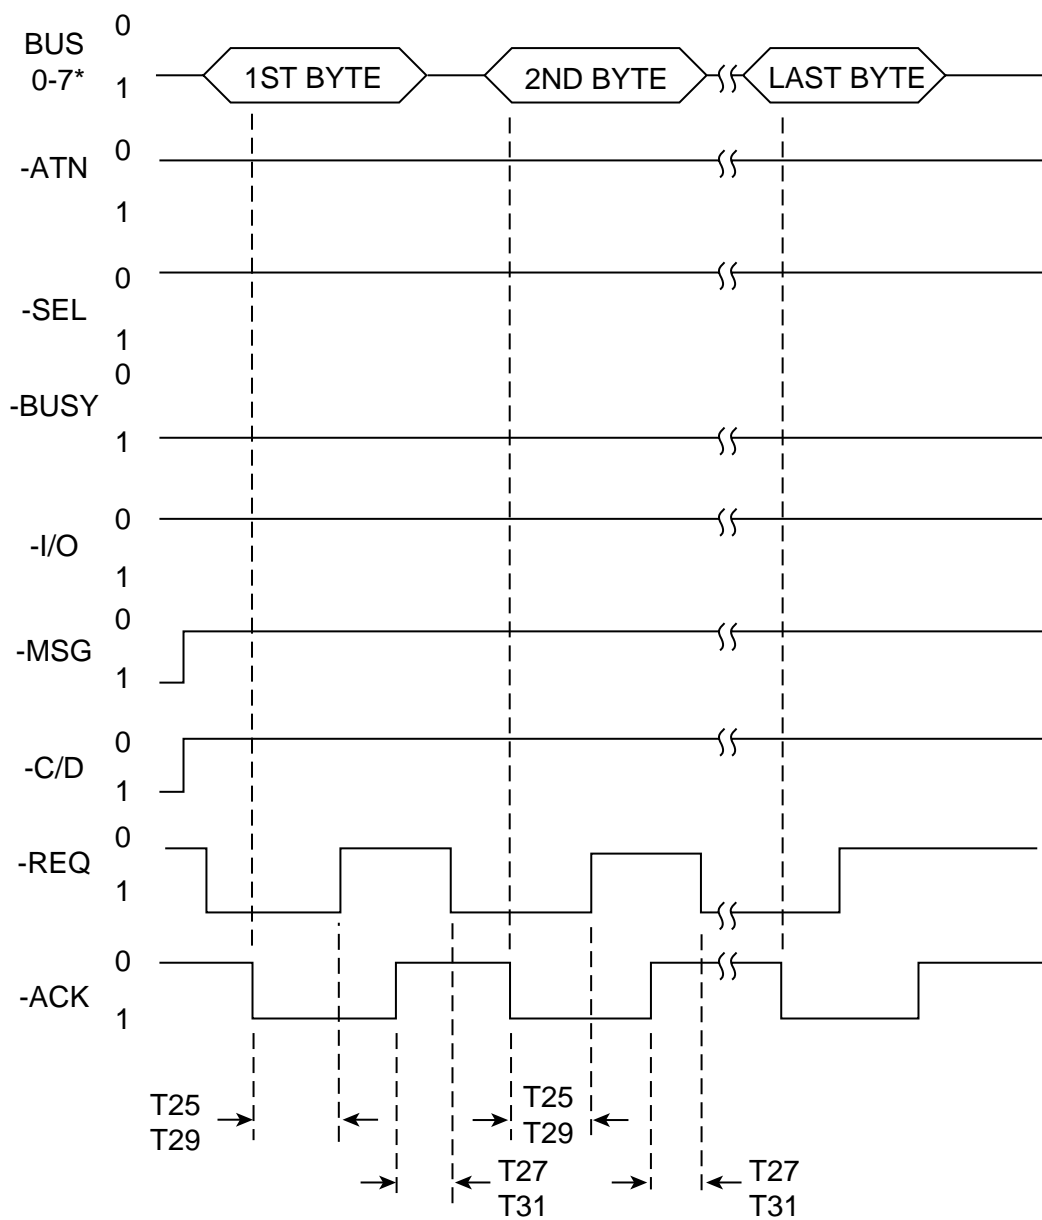 0
BUS
0-7*
1
1ST BYTE
2ND BYTE
LAST BYTE
0
-ATN
1
0
-SEL
1
0
-BUSY
1
0
-I/O
1
0
-MSG
1
0
-C/D
1
0
-REQ
1
0
-ACK
1
T25
T29
T25
T29
T27
T31
T27
T31